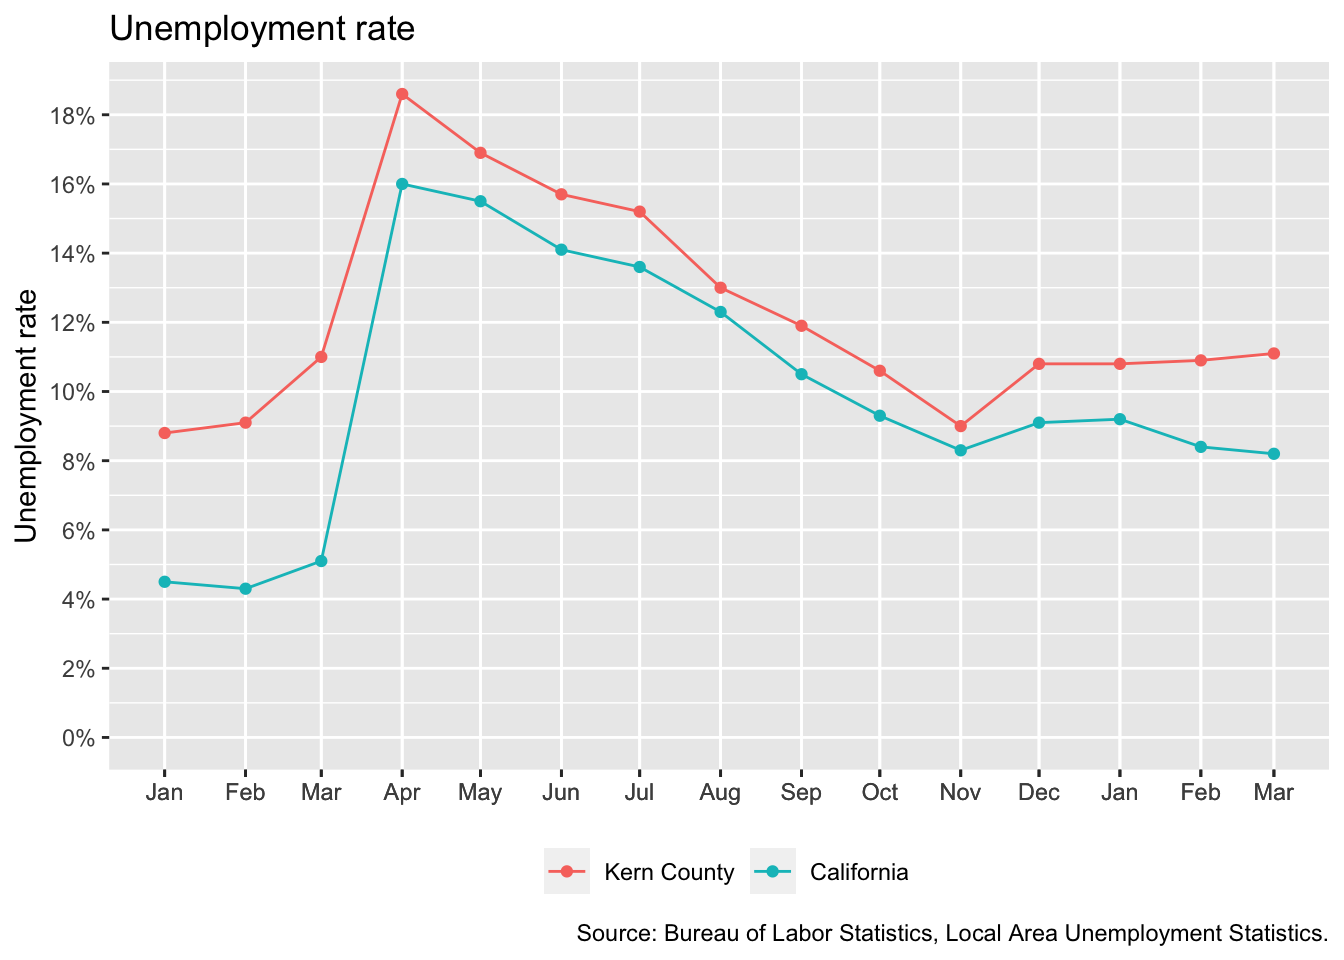 Unemployment rate
Unemployment rate
18%
16%
14%
12%
10%
8%
6%
4%
2%
0%
Jan Feb Mar Apr May Jun Jul Aug Sep Oct Nov Dec Jan Feb Mar
Kern County California
Source: Bureau of Labor Statistics, Local Area Unemployment Statistics.